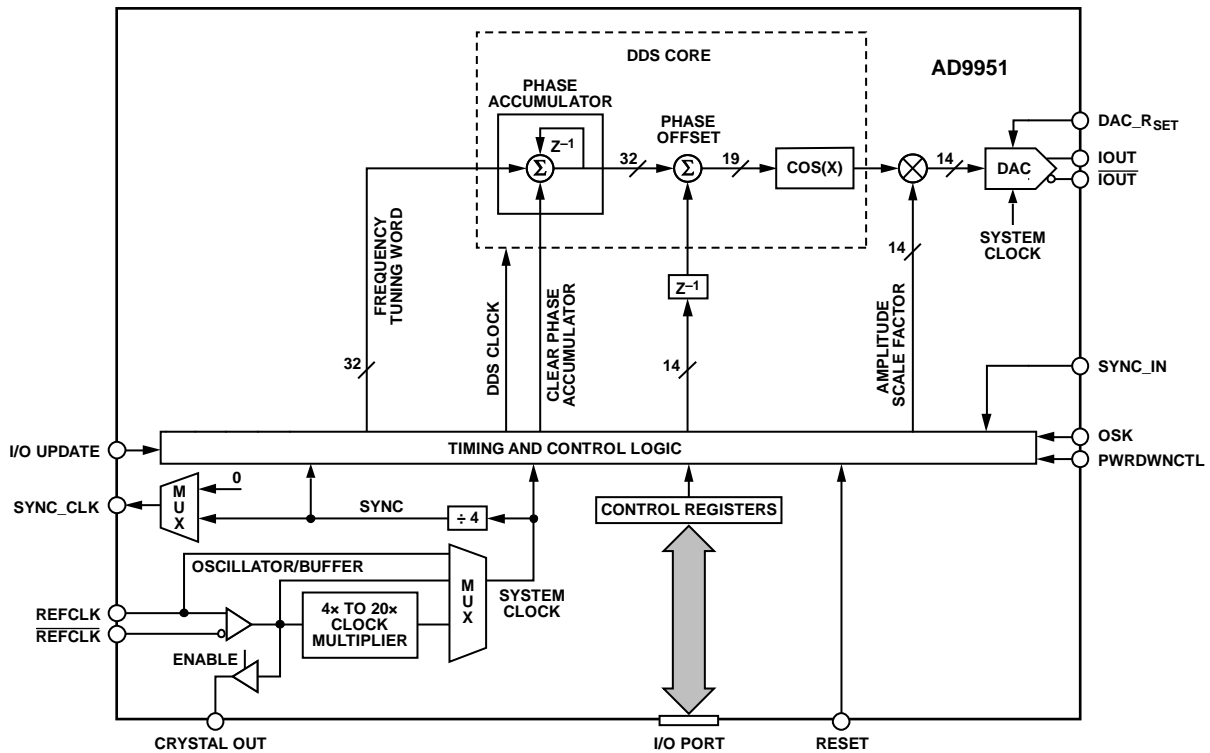 DDS CORE
AD9951
PHASE
ACCUMULATOR
PHASE
OFFSET
DAC_RSET
Z–1
Σ
32
Σ
19
COS(X)
14
DAC
IOUT
IOUT
SYSTEM
CLOCK
14
Z–1
FREQUENCY
TUNING WORD
DDS CLOCK
CLEAR PHASE
ACCUMULATOR
AMPLITUDE
SCALE FACTOR
32
14
SYNC_IN
I/O UPDATE
TIMING AND CONTROL LOGIC
OSK
PWRDWNCTL
0
MUX
SYNC_CLK
SYNC
÷ 4
CONTROL REGISTERS
OSCILLATOR/BUFFER
MUX
SYSTEM
CLOCK
REFCLK
REFCLK
4× TO 20×
CLOCK
MULTIPLIER
ENABLE
CRYSTAL OUT
I/O PORT
RESET